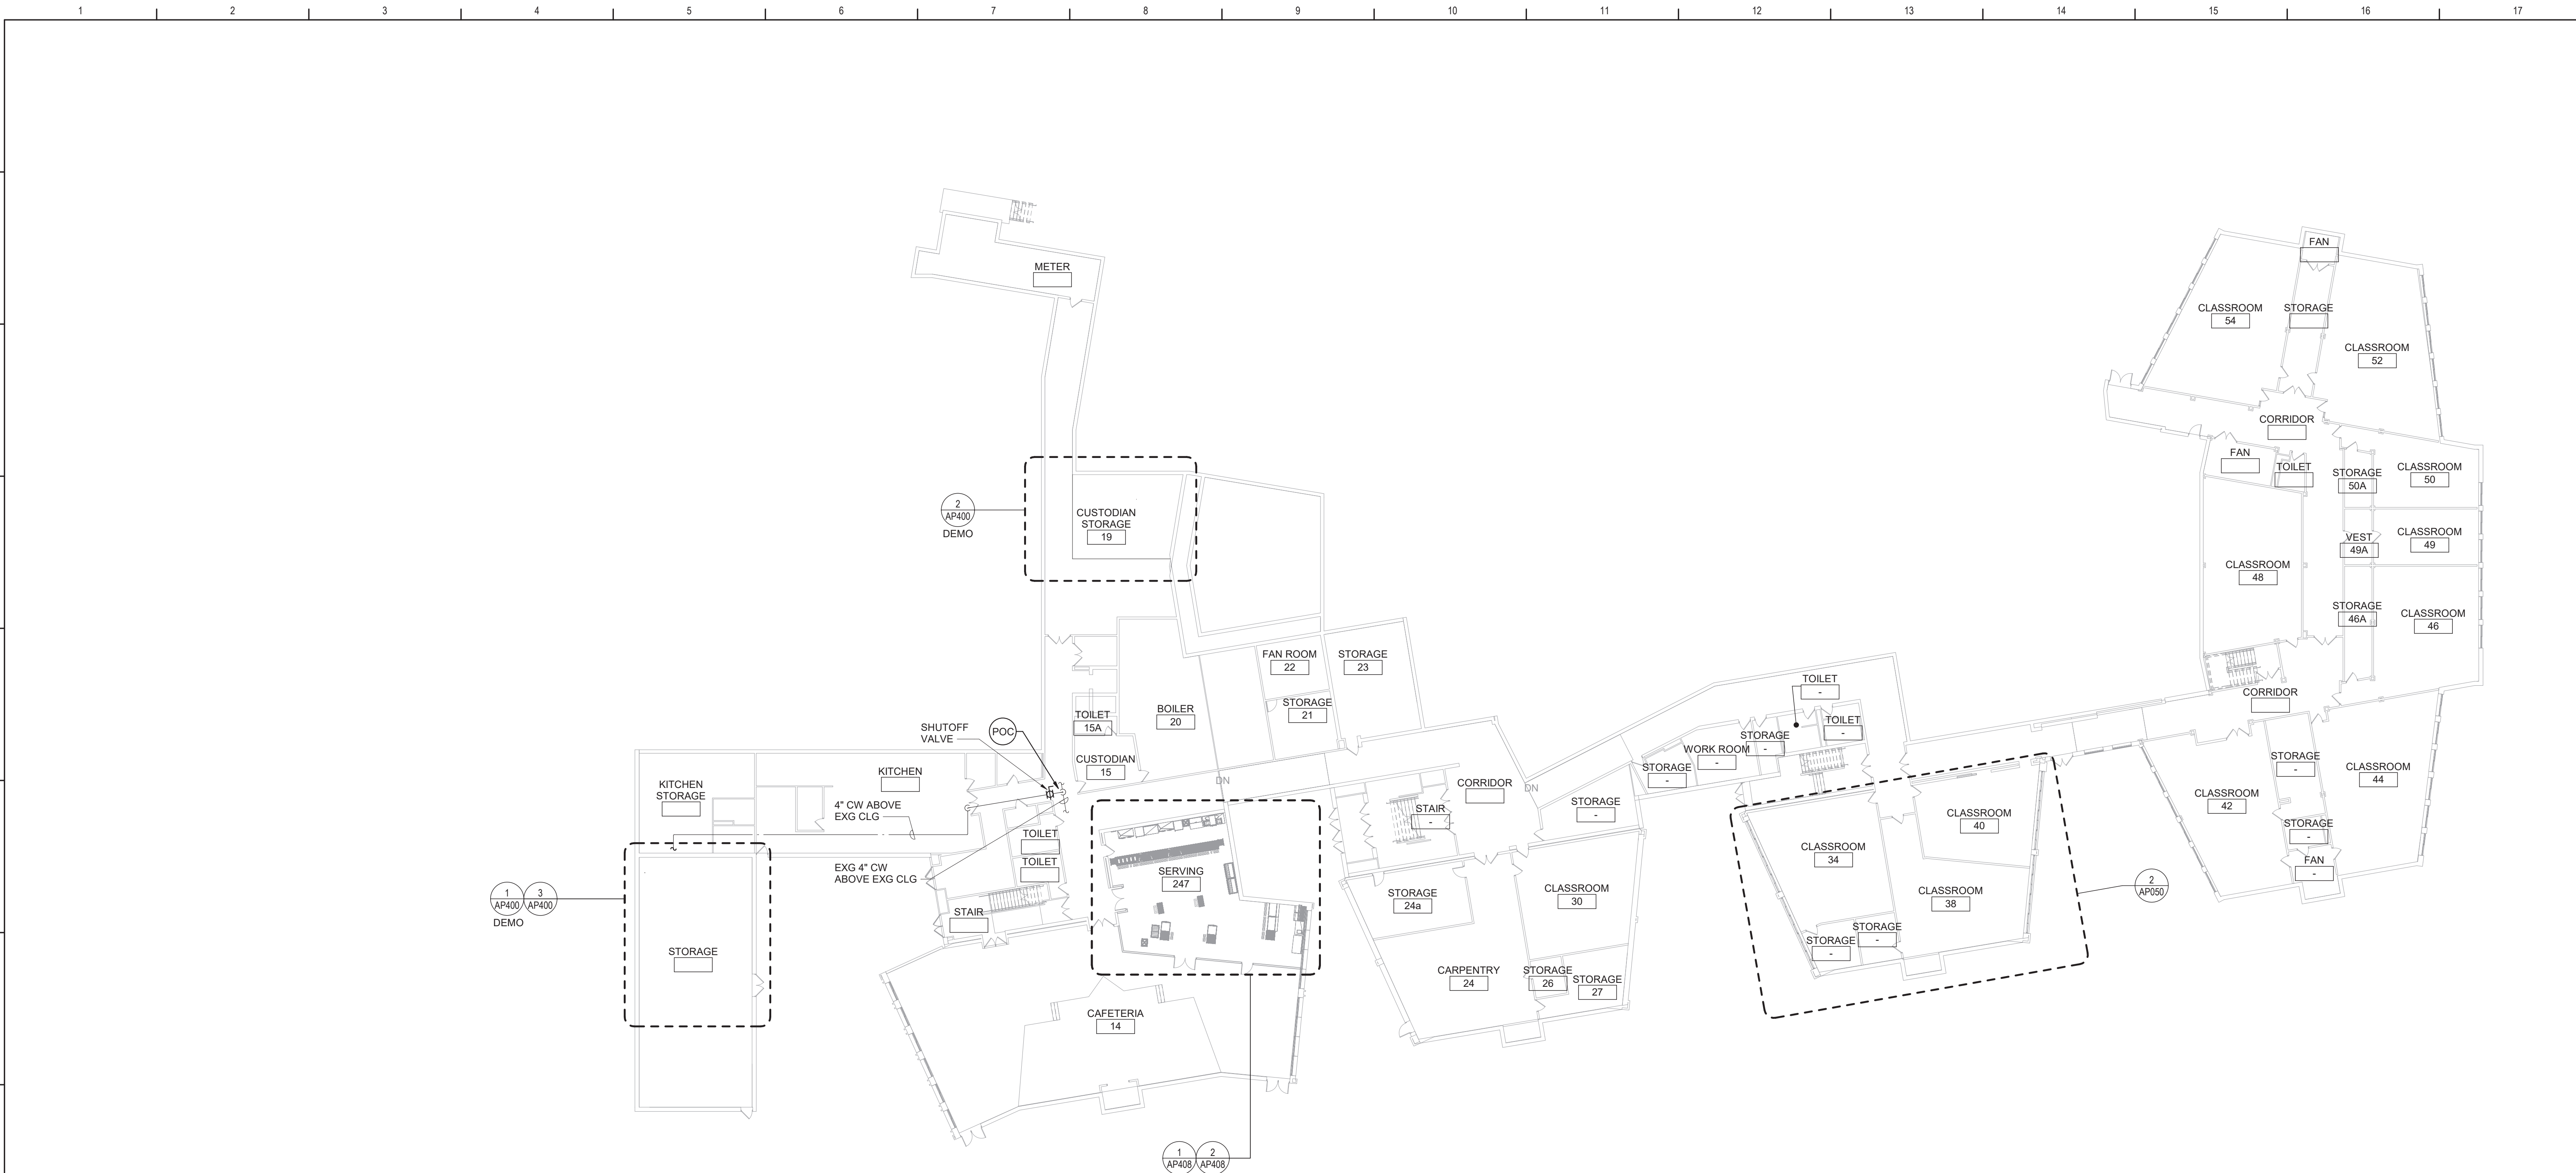 1 2 3 4 5 6 7 8 9 10 11 12 13 14 15 16 17
METER
FAN
CLASSROOM
54
STORAGE
CLASSROOM
52
CORRIDOR
FAN
TOILET
STORAGE
50A
CLASSROOM
50
VEST
49A
CLASSROOM
49
CLASSROOM
48
STORAGE
46A
CLASSROOM
46
CORRIDOR
2
AP400
DEMO
CUSTODIAN
STORAGE
19
FAN ROOM
22
STORAGE
23
STORAGE
21
BOILER
20
TOILET
15A
CUSTODIAN
15
SHUTOFF
VALVE
POC
KITCHEN
STORAGE
KITCHEN
4" CW ABOVE
EXG CLG
EXG 4" CW
ABOVE EXG CLG
TOILET
TOILET
STAIR
DN
SERVING
247
1
AP400
3
AP400
DEMO
STORAGE
CAFETERIA
14
1
AP408
2
AP408
CORRIDOR
STAIR
-
DN
STORAGE
-
STORAGE
24a
CLASSROOM
30
CARPENTRY
24
STORAGE
26
STORAGE
27
TOILET
-
TOILET
-
STORAGE
-
WORK ROOM
-
STORAGE
-
CLASSROOM
34
CLASSROOM
40
CLASSROOM
38
STORAGE
-
STORAGE
-
2
AP050
STORAGE
-
CLASSROOM
44
CLASSROOM
42
STORAGE
-
FAN
-